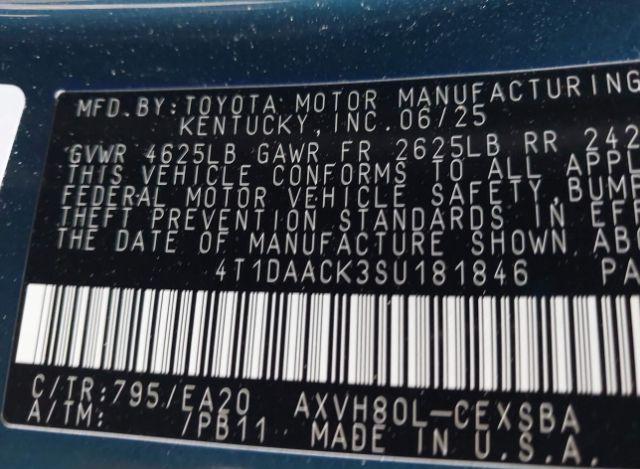 MFD.BY:TOYOTA MOTOR MANUFACTURING
KENTUCKY, INC. 06/25
GVWR 4625LB GAWR FR 2625LB RR 242
THIS VEHICLE CONFORMS TO ALL APPL
FEDERAL MOTOR VEHICLE SAFETY, BUMP
THEFT PREVENTION STANDARDS IN EFF
THE DATE OF MANUFACTURE SHOWN ABO
4T1DAACK3SU181846 PA
C/TR:795/EA20 AXVH80L-CEXSBA
A/TM: /PB11 MADE IN U.S.A.